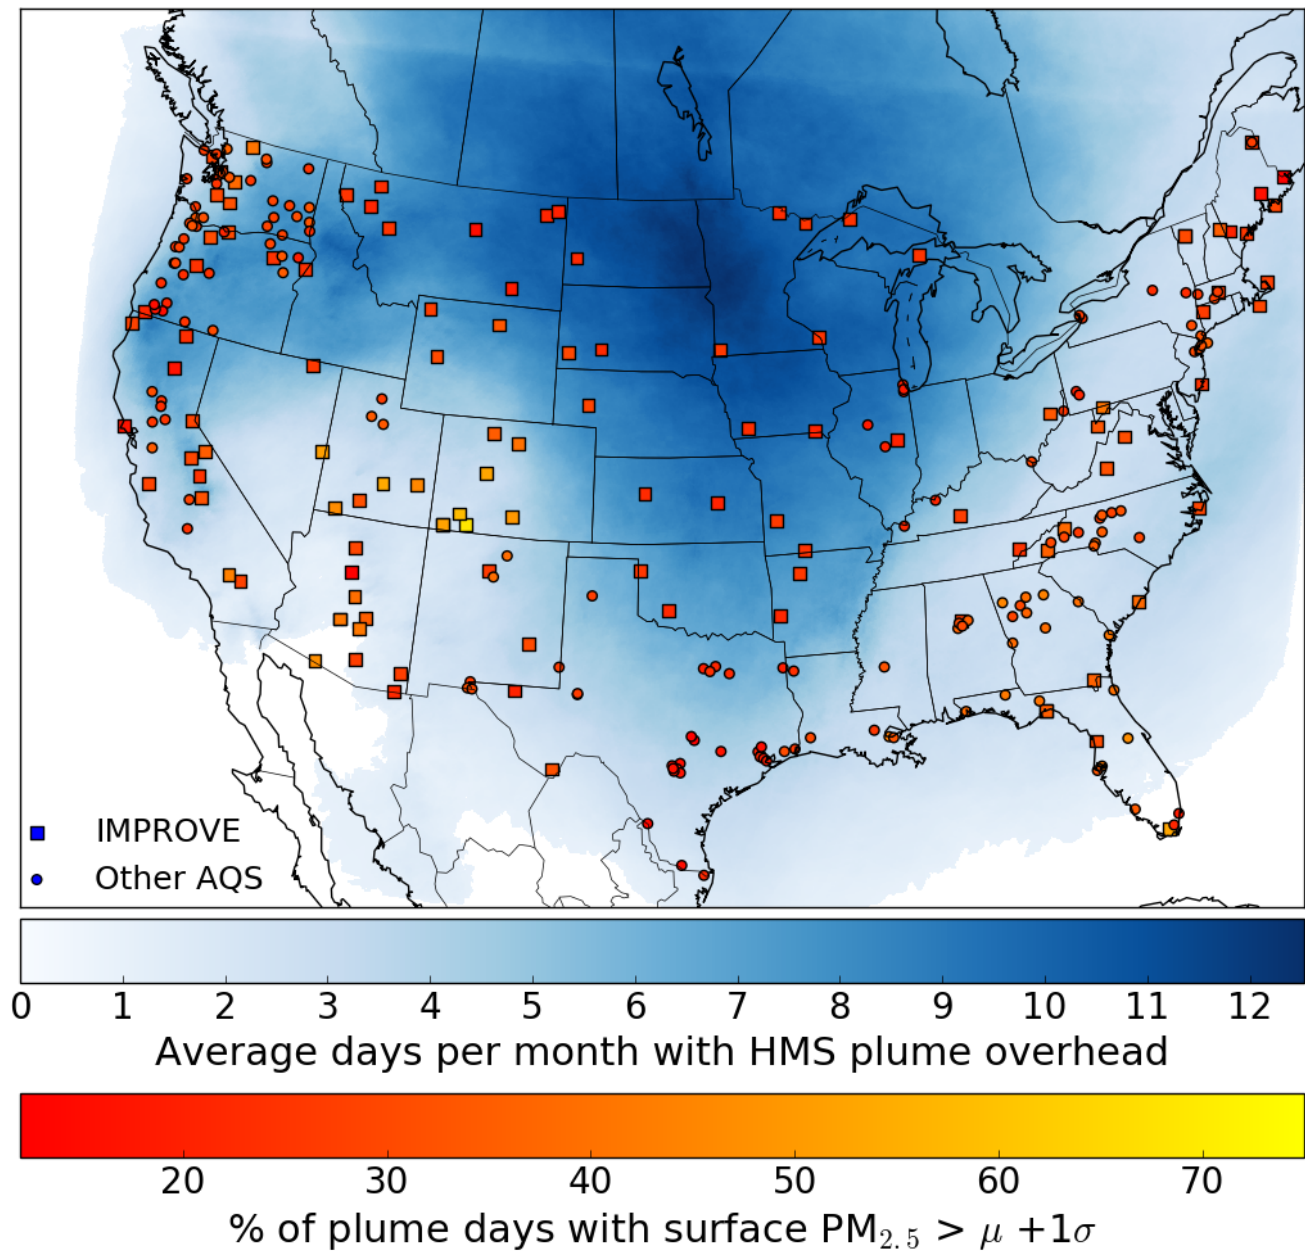 IMPROVE
Other AQS
0 1 2 3 4 5 6 7 8 9 10 11 12
Average days per month with HMS plume overhead
20 30 40 50 60 70
% of plume days with surface PM₂.₅ > μ +1σ